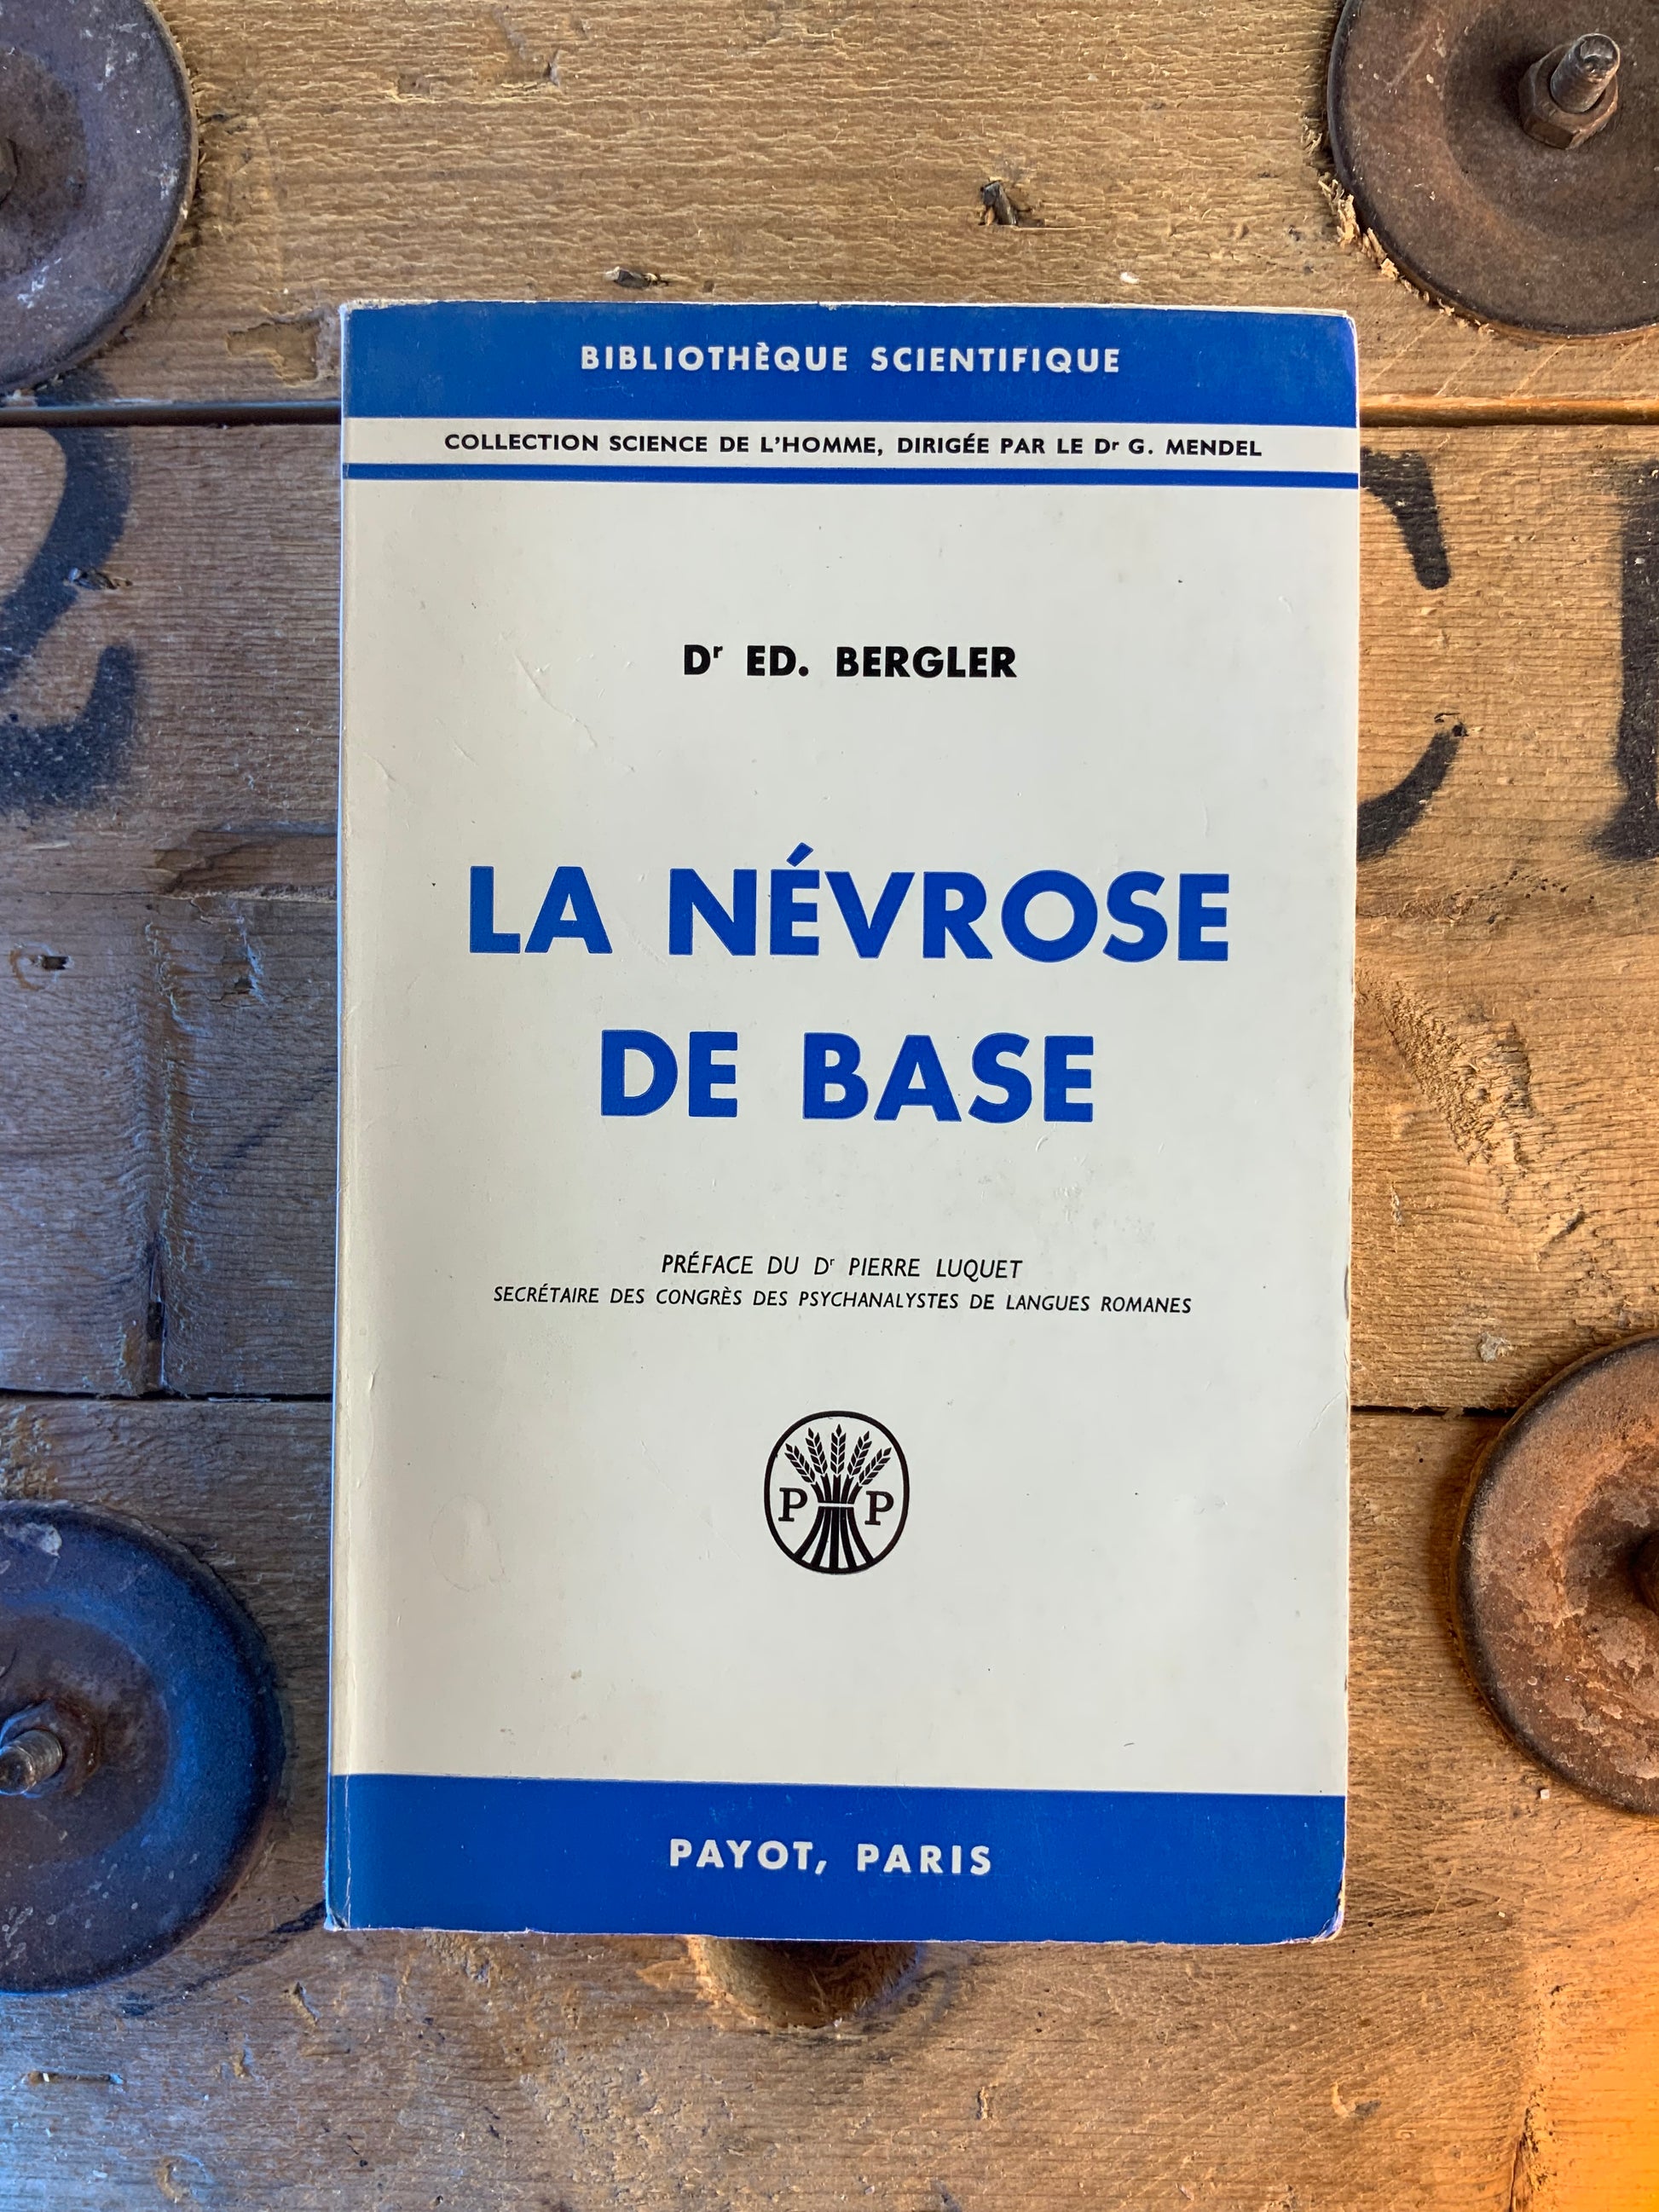 BIBLIOTHÈQUE SCIENTIFIQUE
COLLECTION SCIENCE DE L'HOMME, DIRIGÉE PAR LE Dr G. MENDEL
Dr ED. BERGLER
LA NÉVROSE
DE BASE
PRÉFACE DU Dr PIERRE LUQUET
SECRÉTAIRE DES CONGRÈS DES PSYCHANALYSTES DE LANGUES ROMANES
P P
PAYOT, PARIS